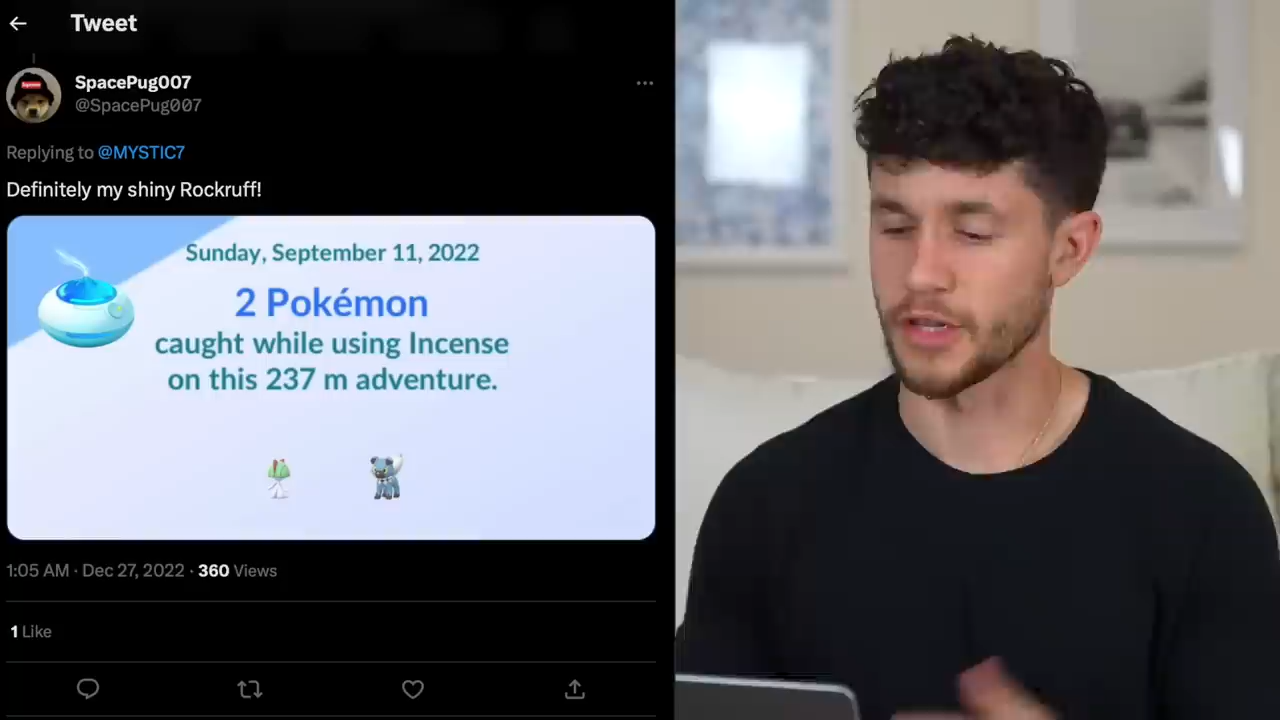 Tweet
SpacePug007
@SpacePug007
Replying to @MYSTIC7
Definitely my shiny Rockruff!
Sunday, September 11, 2022
2 Pokémon
caught while using Incense
on this 237 m adventure.
1:05 AM · Dec 27, 2022 · 360 Views
1 Like